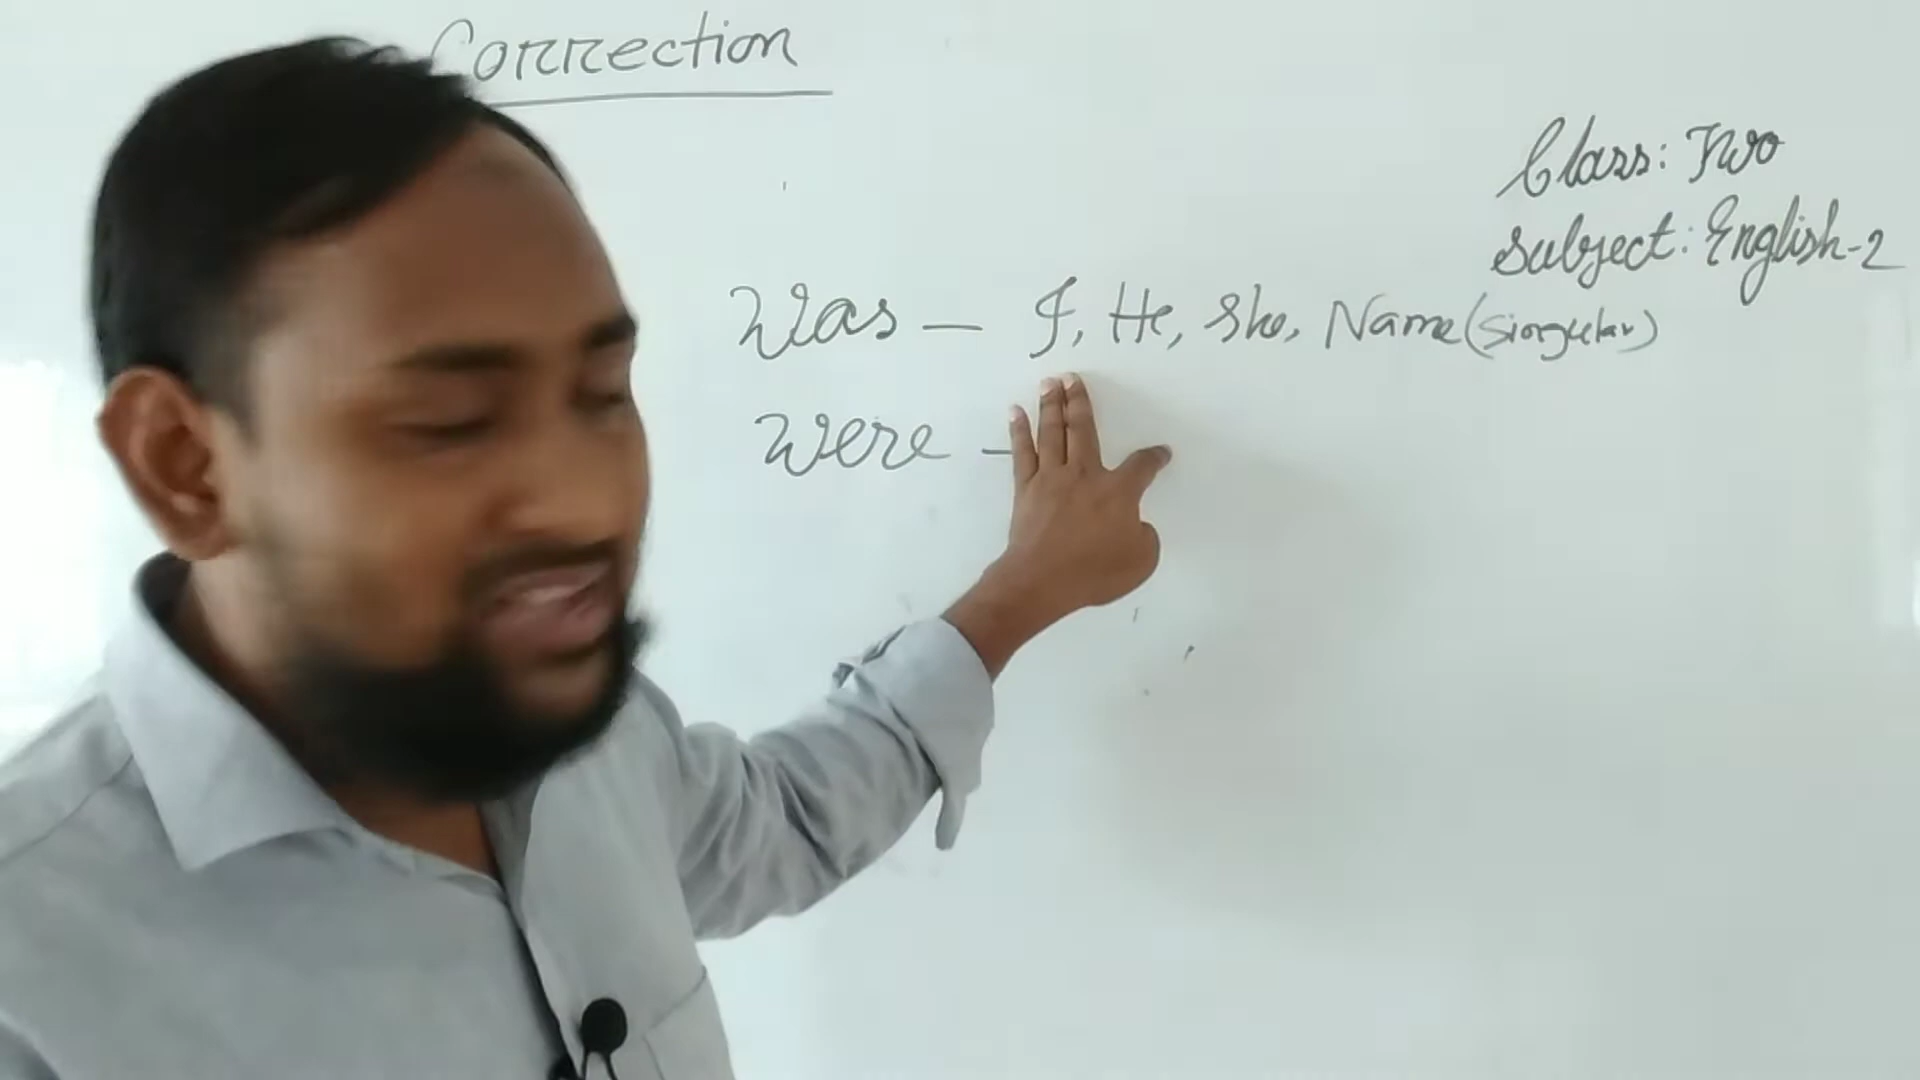 Correction
Class: Two
Subject: English-2
Was — I, He, She, Name (Singular)
Were -